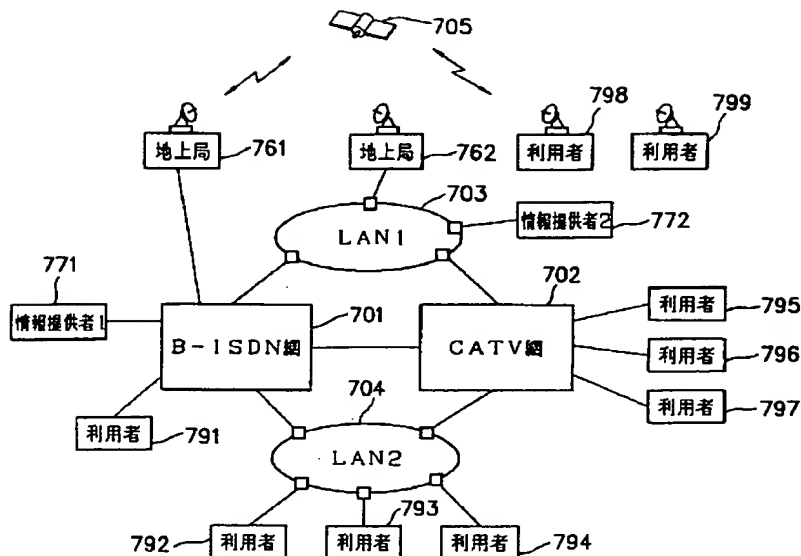 705
798
799
地上局 761
地上局 762
利用者
利用者
703
LAN1
情報提供者2
772
771
702
情報提供者1
701
B-ISDN網
CATV網
利用者 795
利用者 796
利用者 797
704
利用者 791
LAN2
793
792 利用者
利用者
利用者 794